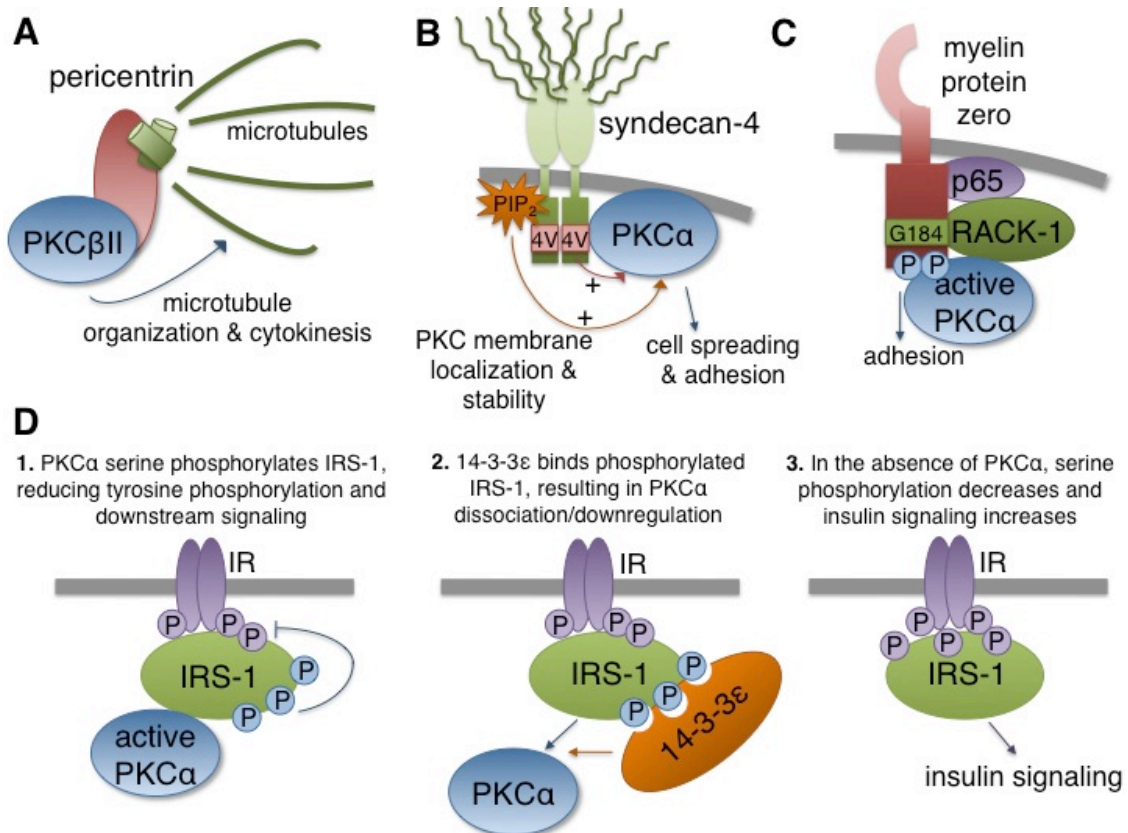 A
pericentrin
microtubules
PKCβII
microtubule
organization & cytokinesis
B
syndecan-4
PIP₂
4V 4V
PKCα
+
+
PKC membrane
localization &
stability
cell spreading
& adhesion
C
myelin
protein
zero
p65
G184 RACK-1
P P
active
PKCα
adhesion
D
1. PKCα serine phosphorylates IRS-1,
reducing tyrosine phosphorylation and
downstream signaling
IR
P P P
IRS-1
P
P
P
active
PKCα
2. 14-3-3ε binds phosphorylated
IRS-1, resulting in PKCα
dissociation/downregulation
IR
P P P
IRS-1
P
P
P
14-3-3ε
PKCα
3. In the absence of PKCα, serine
phosphorylation decreases and
insulin signaling increases
IR
P P
P P P
IRS-1
insulin signaling